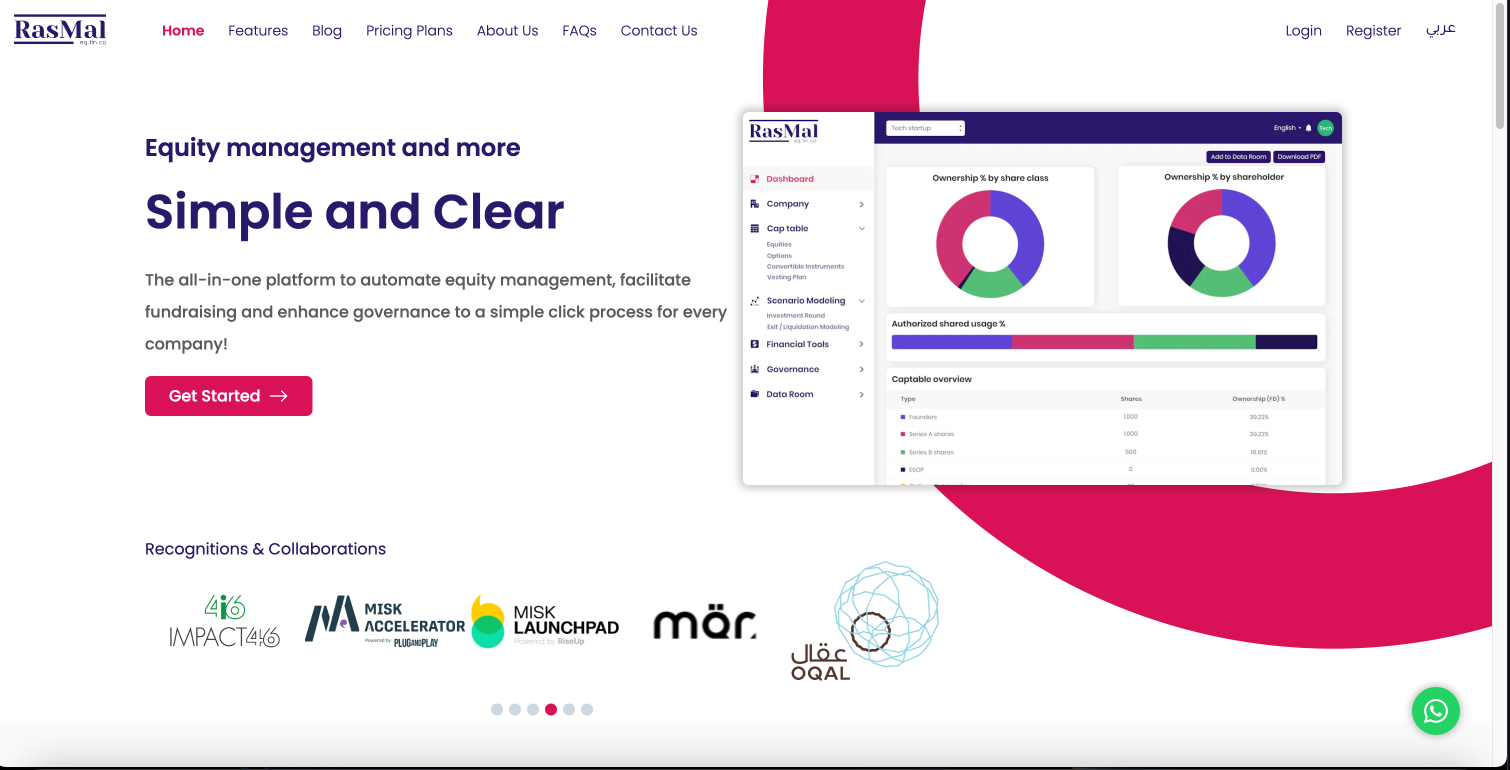 RasMal
eq.fin.co
Home Features Blog Pricing Plans About Us FAQs Contact Us
Login Register عربي
Equity management and more
Simple and Clear
The all-in-one platform to automate equity management, facilitate
fundraising and enhance governance to a simple click process for every
company!
Get Started
RasMal
eq.fin.co
Tech startup
English
Tech
Add to Data Room Download PDF
Dashboard
Company
Cap table
Equities
Options
Convertible Instruments
Vesting Plan
Scenario Modeling
Investment Round
Exit / Liquidation Modeling
Financial Tools
Governance
Data Room
Ownership % by share class
Ownership % by shareholder
Authorized shared usage %
Captable overview
Type Shares Ownership (FD) %
Founders 1,000 39.22%
Series A shares 1,000 39.22%
Series B shares 500 19.61%
ESOP 0 0.00%
Recognitions & Collaborations
4i6
IMPACT46
MISK
ACCELERATOR
Powered by PLUGANDPLAY
MISK
LAUNCHPAD
Powered by RiseUp
mär.
عقال
OQAL